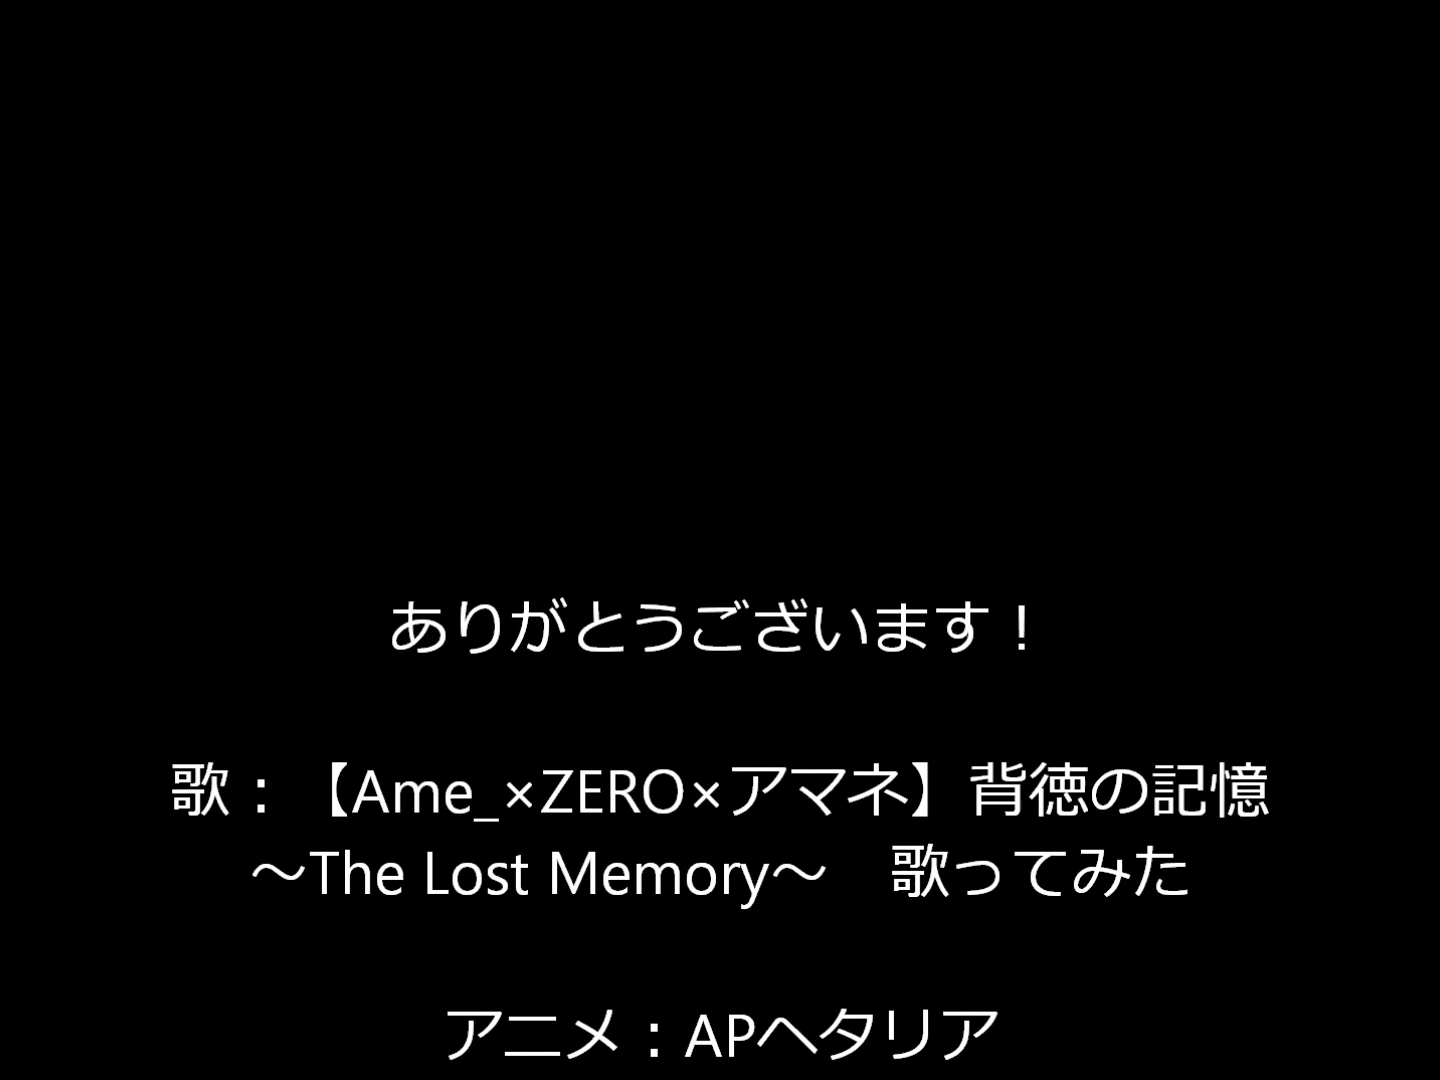 ありがとうございます！
歌：【Ame_×ZERO×アマネ】背徳の記憶
～The Lost Memory～　歌ってみた
アニメ：APヘタリア